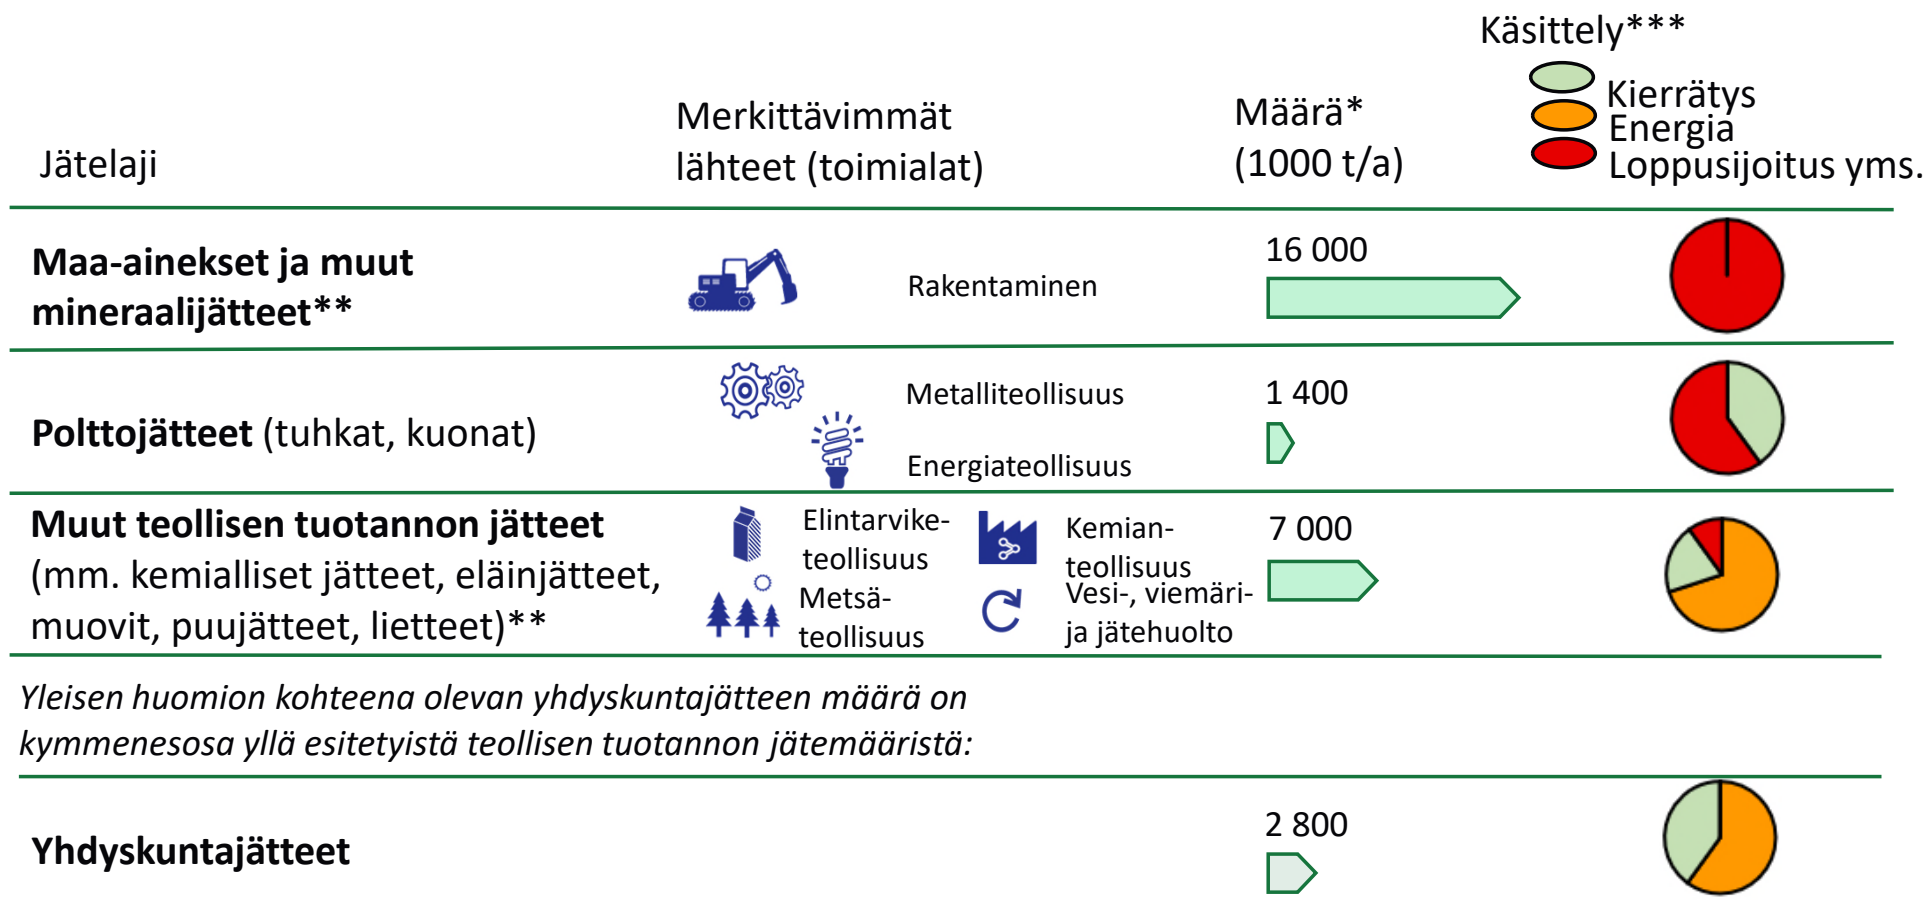 Käsittely***
Kierrätys
Energia
Loppusijoitus yms.
Jätelaji
Merkittävimmät
lähteet (toimialat)
Määrä*
(1000 t/a)
Maa-ainekset ja muut
mineraalijätteet**
Rakentaminen
16 000
Polttojätteet (tuhkat, kuonat)
Metalliteollisuus
Energiateollisuus
1 400
Muut teollisen tuotannon jätteet
(mm. kemialliset jätteet, eläinjätteet,
muovit, puujätteet, lietteet)**
Elintarvike-
teollisuus
Metsä-
teollisuus
Kemian-
teollisuus
Vesi-, viemäri-
ja jätehuolto
7 000
Yleisen huomion kohteena olevan yhdyskuntajätteen määrä on
kymmenesosa yllä esitetyistä teollisen tuotannon jätemääristä:
Yhdyskuntajätteet
2 800